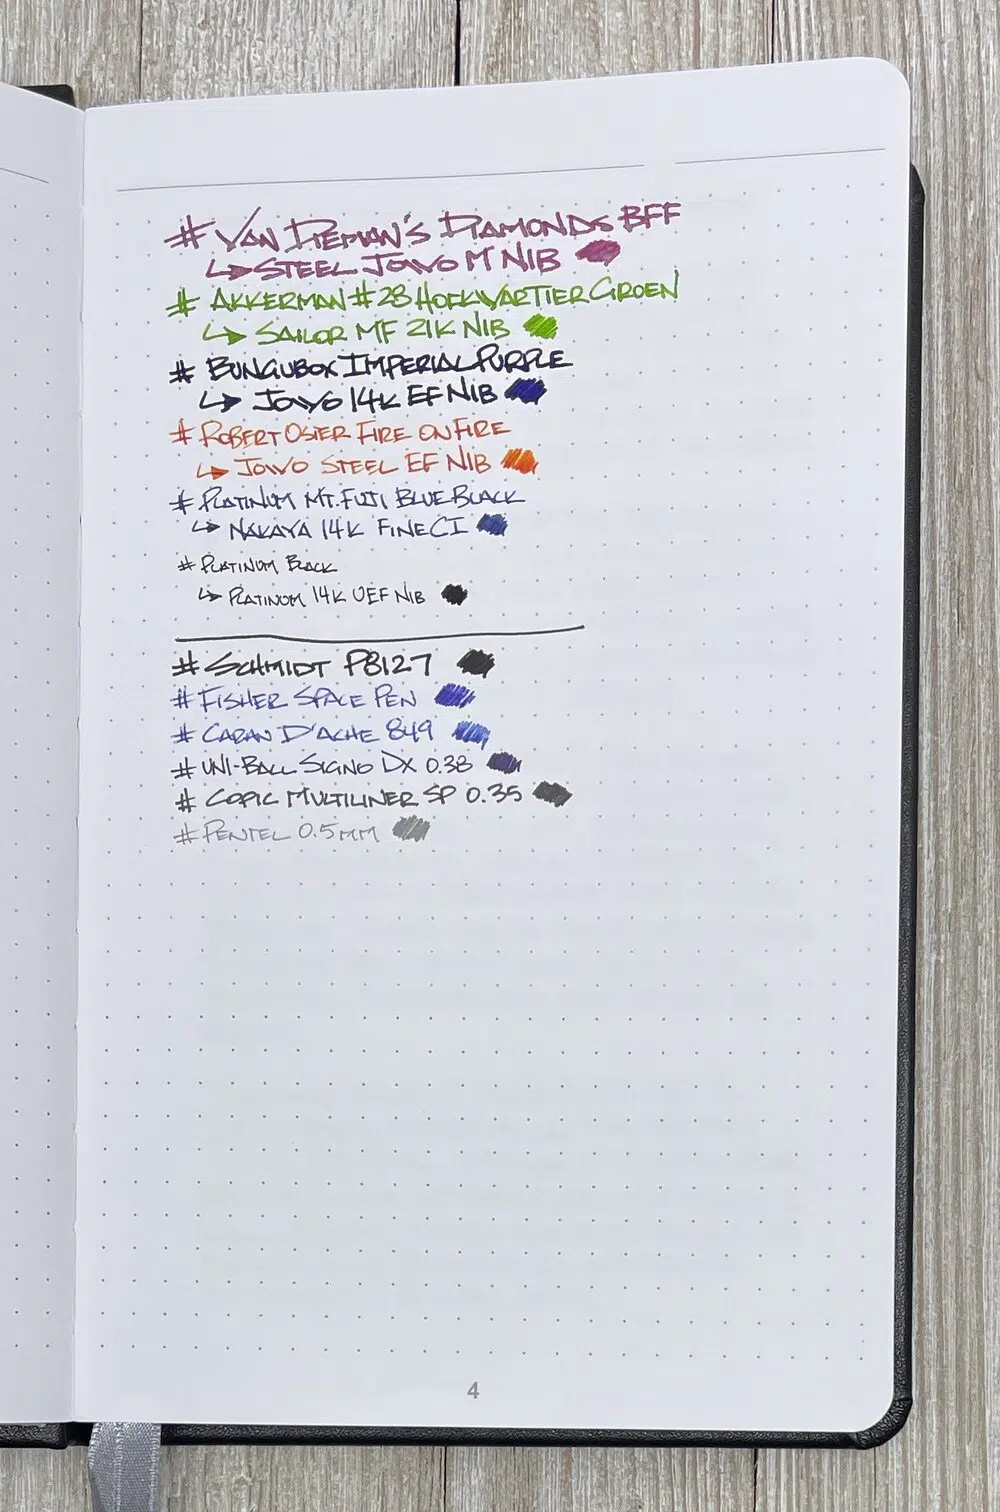 # VAN DIEMAN'S DIAMONDS BFF
↳ STEEL JOWO M NIB
# AKKERMAN #28 HOFKWARTIER GROEN
↳ SAILOR MF 21K NIB
# BUNGUBOX IMPERIAL PURPLE
↳ JOWO 14K EF NIB
# ROBERT OSTER FIRE ON FIRE
↳ JOWO STEEL EF NIB
# PLATINUM MT. FUJI BLUE BLACK
↳ NAKAYA 14K FINE CI
# PLATINUM BLACK
↳ PLATINUM 14K UEF NIB
# SCHMIDT P8127
# FISHER SPACE PEN
# CARAN D'ACHE 849
# UNI-BALL SIGNO DX 0.38
# COPIC MULTILINER SP 0.35
# PENTEL 0.5MM
4